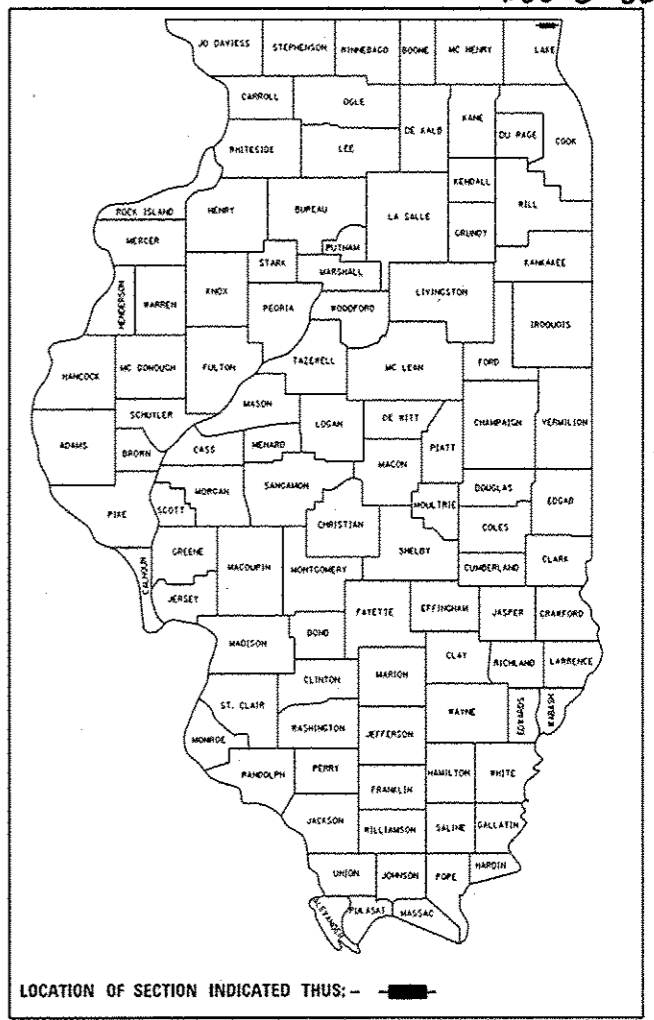 JO DAVIESS
STEPHENSON
WINNEBAGO
BOONE
MC HENRY
LAKE
CARROLL
OGLE
DE KALB
KANE
DU PAGE
COOK
WHITESIDE
LEE
KENDALL
WILL
ROCK ISLAND
HENRY
BUREAU
LA SALLE
GRUNDY
MERCER
PUTNAM
KANKAKEE
STARK
MARSHALL
HENDERSON
WARREN
KNOX
PEORIA
WOODFORD
LIVINGSTON
IROQUOIS
HANCOCK
MC DONOUGH
FULTON
TAZEWELL
MC LEAN
FORD
SCHUYLER
MASON
LOGAN
DE WITT
CHAMPAIGN
VERMILION
ADAMS
BROWN
CASS
MENARD
MACON
PIATT
PIKE
SCOTT
MORGAN
SANGAMON
CHRISTIAN
MOULTRIE
DOUGLAS
EDGAR
COLES
GREENE
MACOUPIN
MONTGOMERY
SHELBY
CUMBERLAND
CLARK
CALHOUN
JERSEY
FAYETTE
EFFINGHAM
JASPER
CRAWFORD
MADISON
BOND
CLAY
RICHLAND
LAWRENCE
ST. CLAIR
CLINTON
MARION
WAYNE
EDWARDS
WABASH
MONROE
WASHINGTON
JEFFERSON
RANDOLPH
PERRY
FRANKLIN
HAMILTON
WHITE
JACKSON
WILLIAMSON
SALINE
GALLATIN
UNION
JOHNSON
POPE
HARDIN
ALEXANDER
PULASKI
MASSAC
LOCATION OF SECTION INDICATED THUS: -